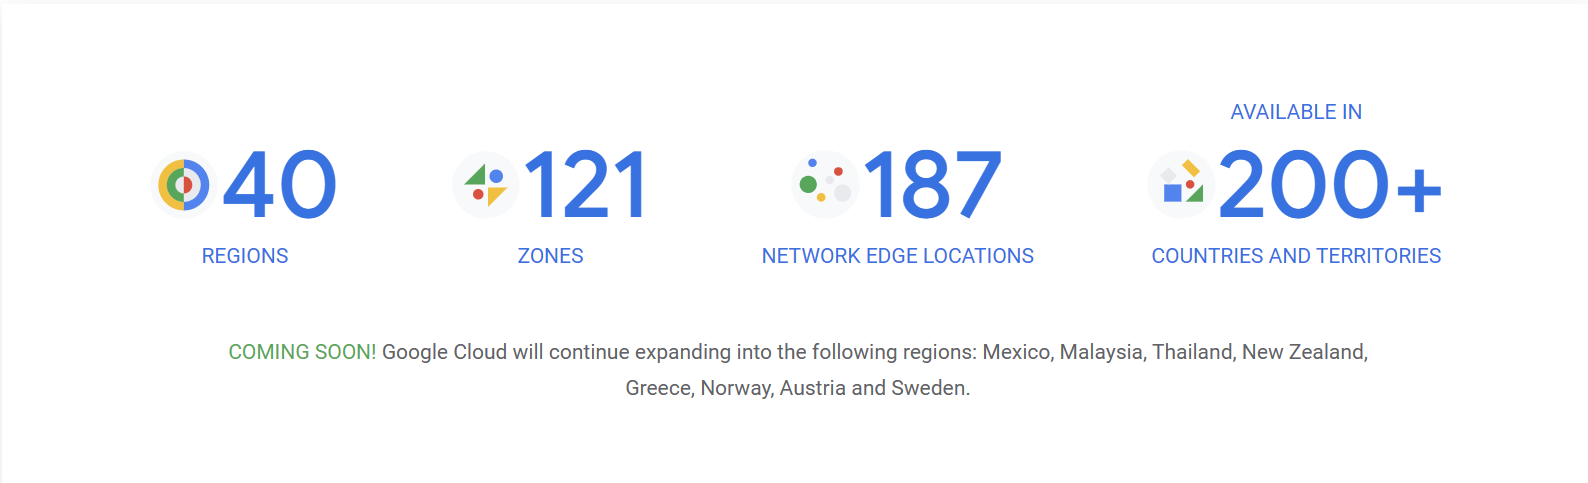 40
REGIONS
121
ZONES
187
NETWORK EDGE LOCATIONS
AVAILABLE IN
200+
COUNTRIES AND TERRITORIES
COMING SOON! Google Cloud will continue expanding into the following regions: Mexico, Malaysia, Thailand, New Zealand,
Greece, Norway, Austria and Sweden.